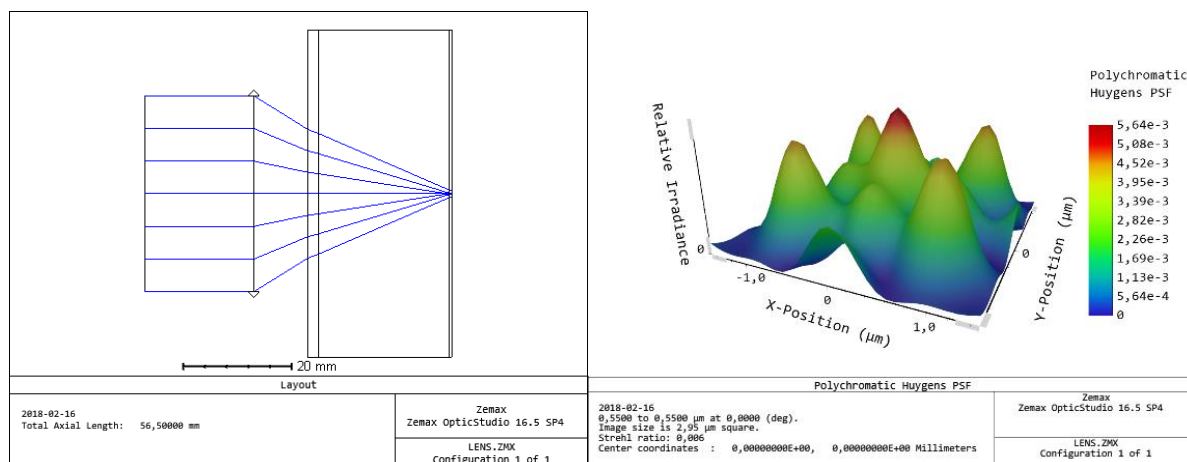 20 mm
Layout
2018-02-16
Total Axial Length: 56,50000 mm
Zemax
Zemax OpticStudio 16.5 SP4
LENS.ZMX
Configuration 1 of 1
Polychromatic
Huygens PSF
5,64e-3
5,08e-3
4,52e-3
3,95e-3
3,39e-3
2,82e-3
2,26e-3
1,69e-3
1,13e-3
5,64e-4
0
Relative Irradiance
0
-1,0
0
1,0
X-Position (µm)
0
Y-Position (µm)
Polychromatic Huygens PSF
2018-02-16
0,5500 to 0,5500 µm at 0,0000 (deg).
Image size is 2,95 µm square.
Strehl ratio: 0,006
Center coordinates : 0,00000000E+00, 0,00000000E+00 Millimeters
Zemax
Zemax OpticStudio 16.5 SP4
LENS.ZMX
Configuration 1 of 1